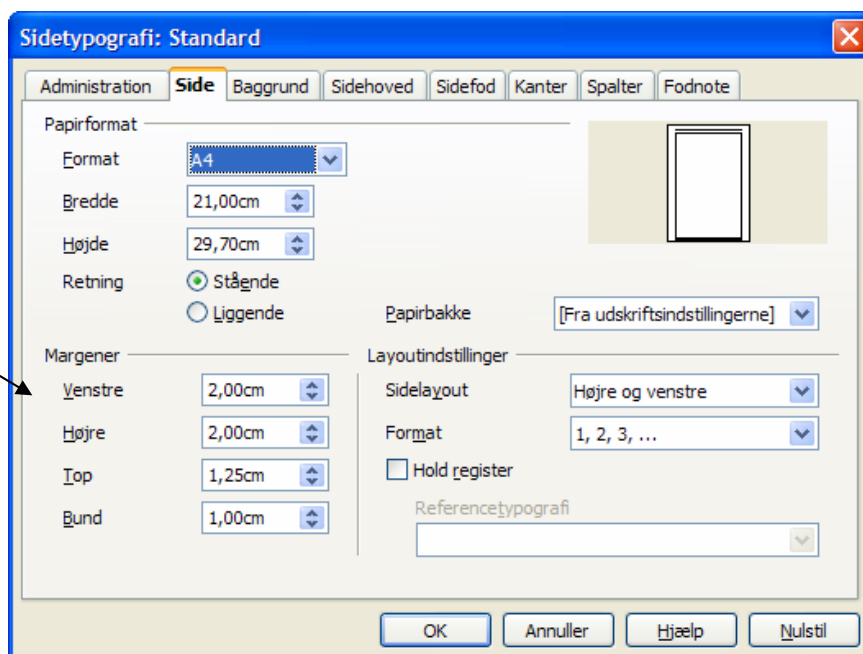 Sidetypografi: Standard
Administration Side Baggrund Sidehoved Sidefod Kanter Spalter Fodnote
Papirformat
Format A4
Bredde 21,00cm
Højde 29,70cm
Retning Stående
Liggende Papirbakke [Fra udskriftsindstillingerne]
Margener Layoutindstillinger
Venstre 2,00cm Sidelayout Højre og venstre
Højre 2,00cm Format 1, 2, 3, ...
Top 1,25cm Hold register
Bund 1,00cm Referencetypografi
OK Annuller Hjælp Nulstil